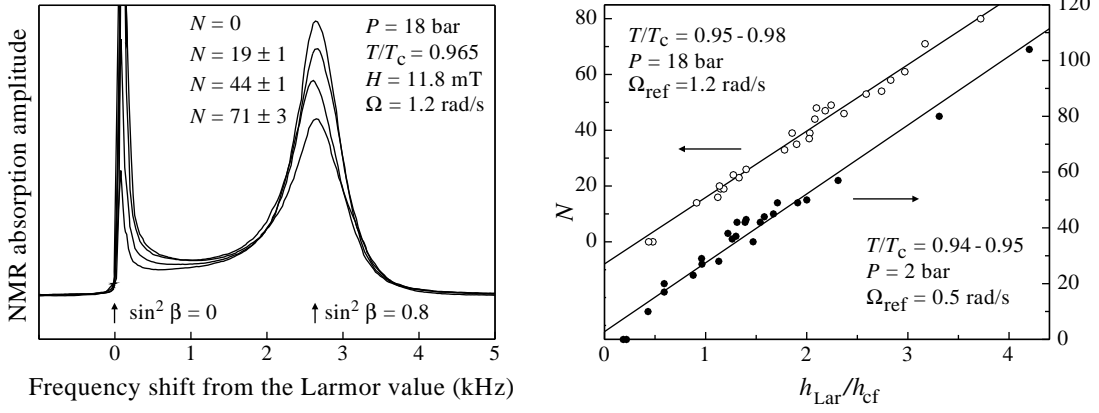 NMR absorption amplitude
N = 0
N = 19 ± 1
N = 44 ± 1
N = 71 ± 3
P = 18 bar
T/Tc = 0.965
H = 11.8 mT
Ω = 1.2 rad/s
sin² β = 0
sin² β = 0.8
0 1 2 3 4 5
Frequency shift from the Larmor value (kHz)
N
80
60
40
20
0
T/Tc = 0.95 - 0.98
P = 18 bar
Ωref =1.2 rad/s
T/Tc = 0.94 - 0.95
P = 2 bar
Ωref = 0.5 rad/s
120
100
80
60
40
20
0
0 1 2 3 4
hLar/hcf